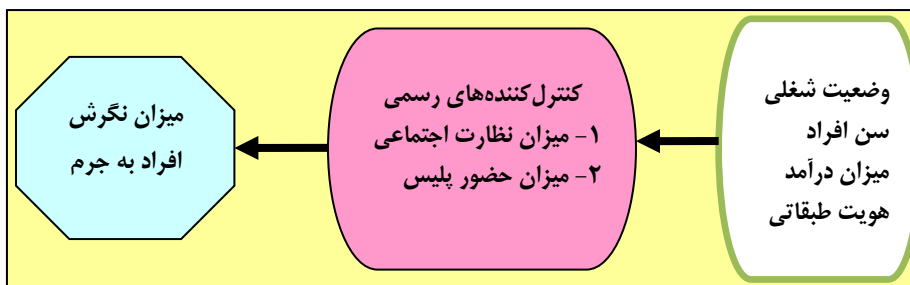 وضعیت شغلی
سن افراد
میزان درآمد
هویت طبقاتی
کنترل‌کننده‌های رسمی
۱- میزان نظارت اجتماعی
۲- میزان حضور پلیس
میزان نگرش
افراد به جرم